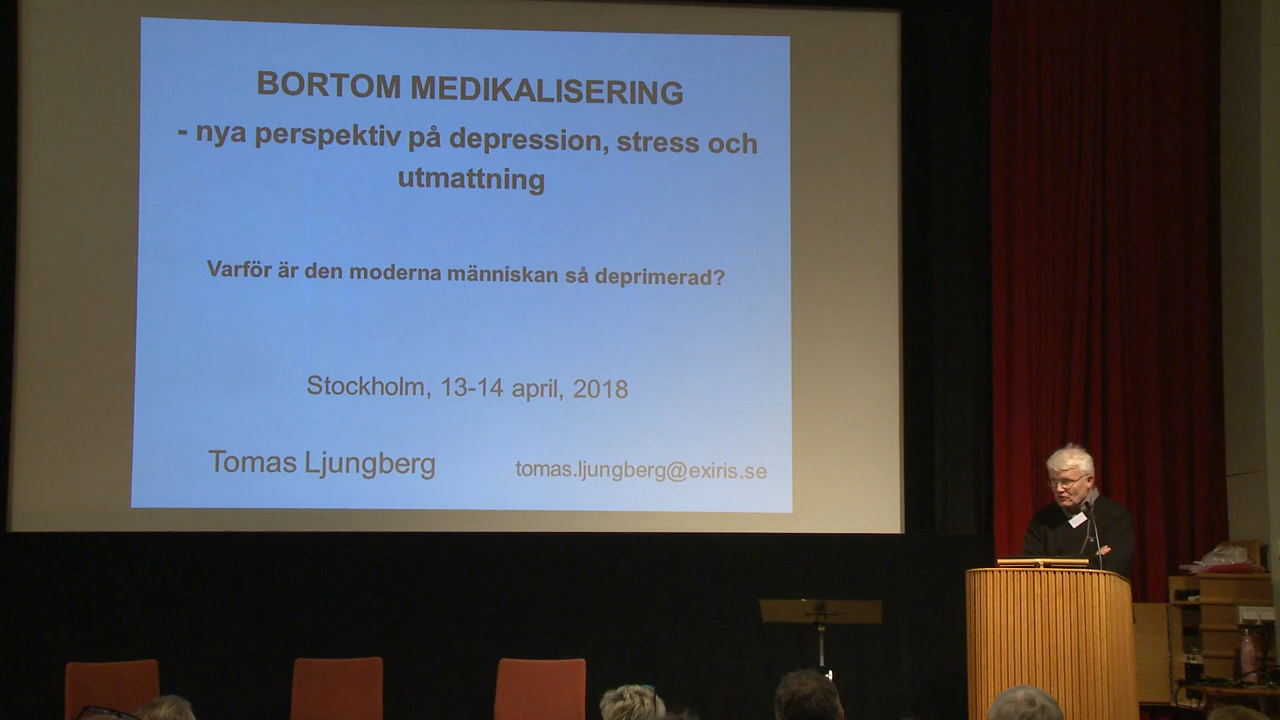 BORTOM MEDIKALISERING
- nya perspektiv på depression, stress och
utmattning
Varför är den moderna människan så deprimerad?
Stockholm, 13-14 april, 2018
Tomas Ljungberg
tomas.ljungberg@exiris.se